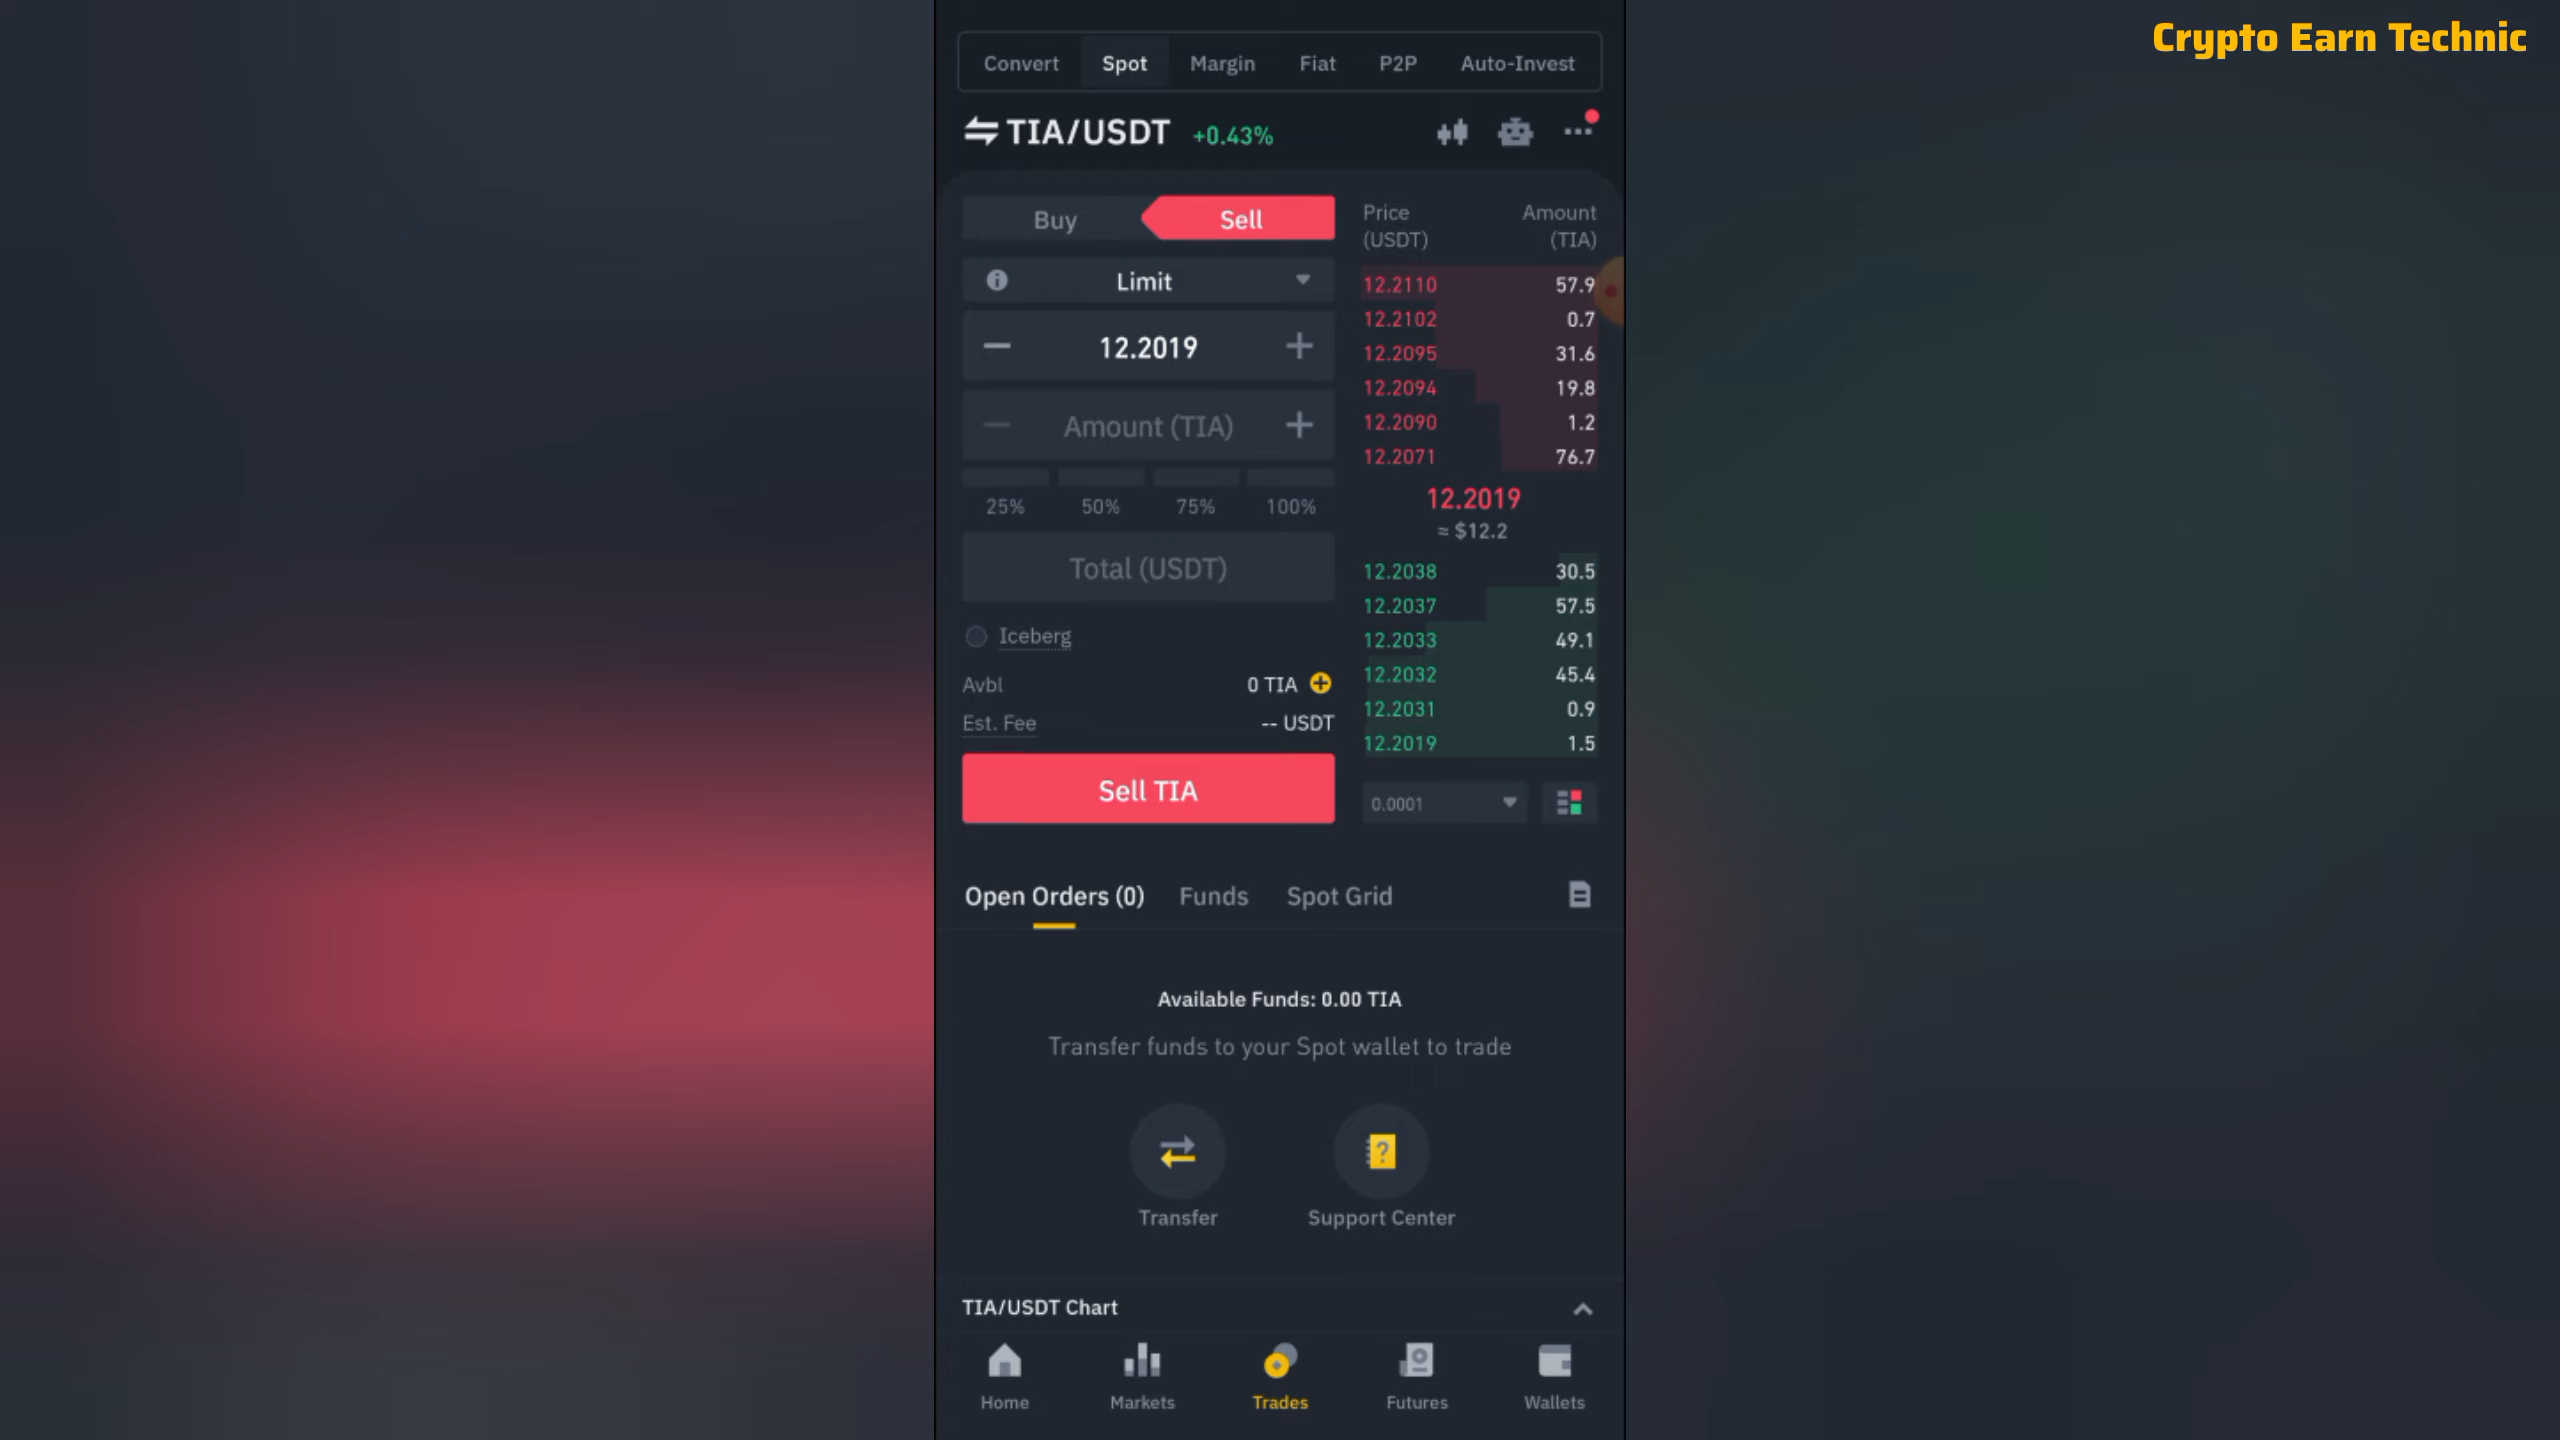 Crypto Earn Technic
Convert Spot Margin Fiat P2P Auto-Invest
TIA/USDT +0.43%
Buy Sell
Limit
12.2019
Amount (TIA)
25% 50% 75% 100%
Total (USDT)
Iceberg
Avbl 0 TIA
Est. Fee -- USDT
Sell TIA
Price (USDT) Amount (TIA)
12.2110 57.9
12.2102 0.7
12.2095 31.6
12.2094 19.8
12.2090 1.2
12.2071 76.7
12.2019
≈ $12.2
12.2038 30.5
12.2037 57.5
12.2033 49.1
12.2032 45.4
12.2031 0.9
12.2019 1.5
0.0001
Open Orders (0) Funds Spot Grid
Available Funds: 0.00 TIA
Transfer funds to your Spot wallet to trade
Transfer Support Center
TIA/USDT Chart
Home Markets Trades Futures Wallets